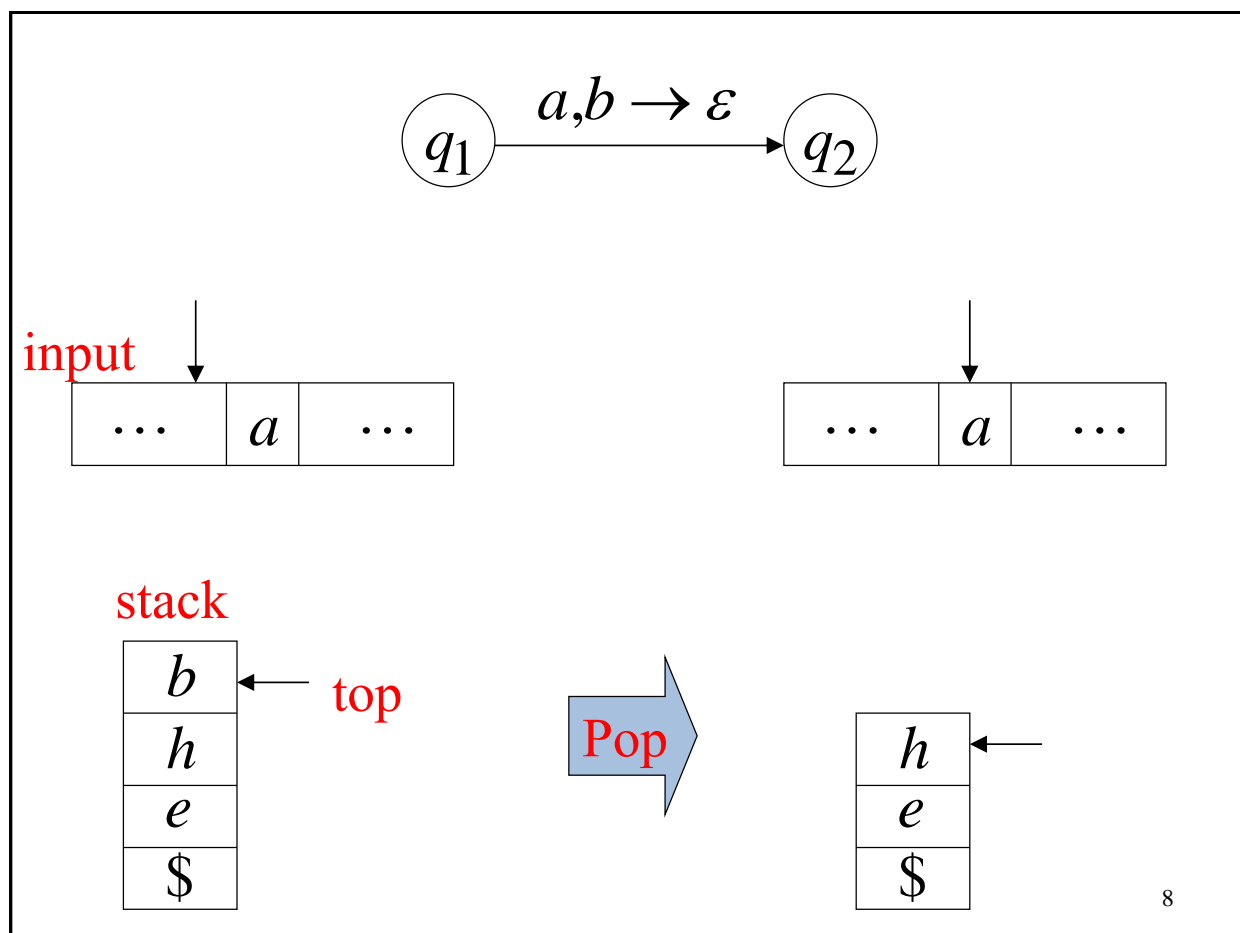 a,b → ε
q₁ q₂
input
⋯ a ⋯ ⋯ a ⋯
stack
b top
h Pop h
e e
$ $
8